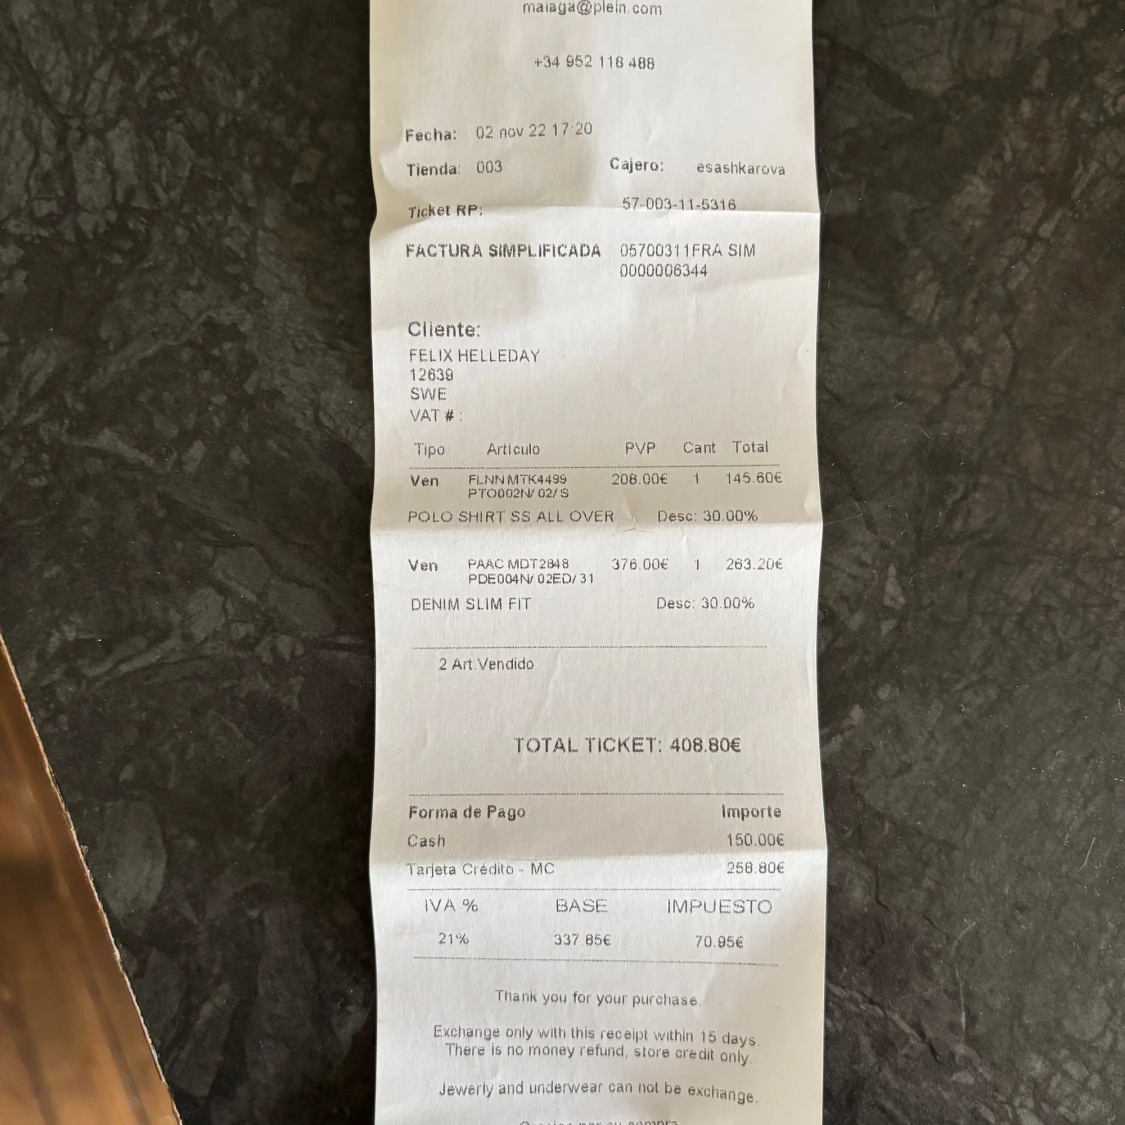 malaga@plein.com
+34 952 118 488
Fecha: 02 nov 22 17:20
Tienda: 003 Cajero: esashkarova
Ticket RP: 57-003-11-5316
FACTURA SIMPLIFICADA 05700311FRA SIM
0000006344
Cliente:
FELIX HELLEDAY
12639
SWE
VAT # :
Tipo Artículo PVP Cant Total
Ven FLNN MTK4499 208.00€ 1 145.60€
PTO002N/ 02/ S
POLO SHIRT SS ALL OVER Desc: 30.00%
Ven PAAC MDT2848 376.00€ 1 263.20€
PDE004N/ 02ED/ 31
DENIM SLIM FIT Desc: 30.00%
2 Art.Vendido
TOTAL TICKET: 408.80€
Forma de Pago Importe
Cash 150.00€
Tarjeta Crédito - MC 258.80€
IVA % BASE IMPUESTO
21% 337.85€ 70.95€
Thank you for your purchase.
Exchange only with this receipt within 15 days.
There is no money refund, store credit only.
Jewerly and underwear can not be exchange.
Gracias por su compra